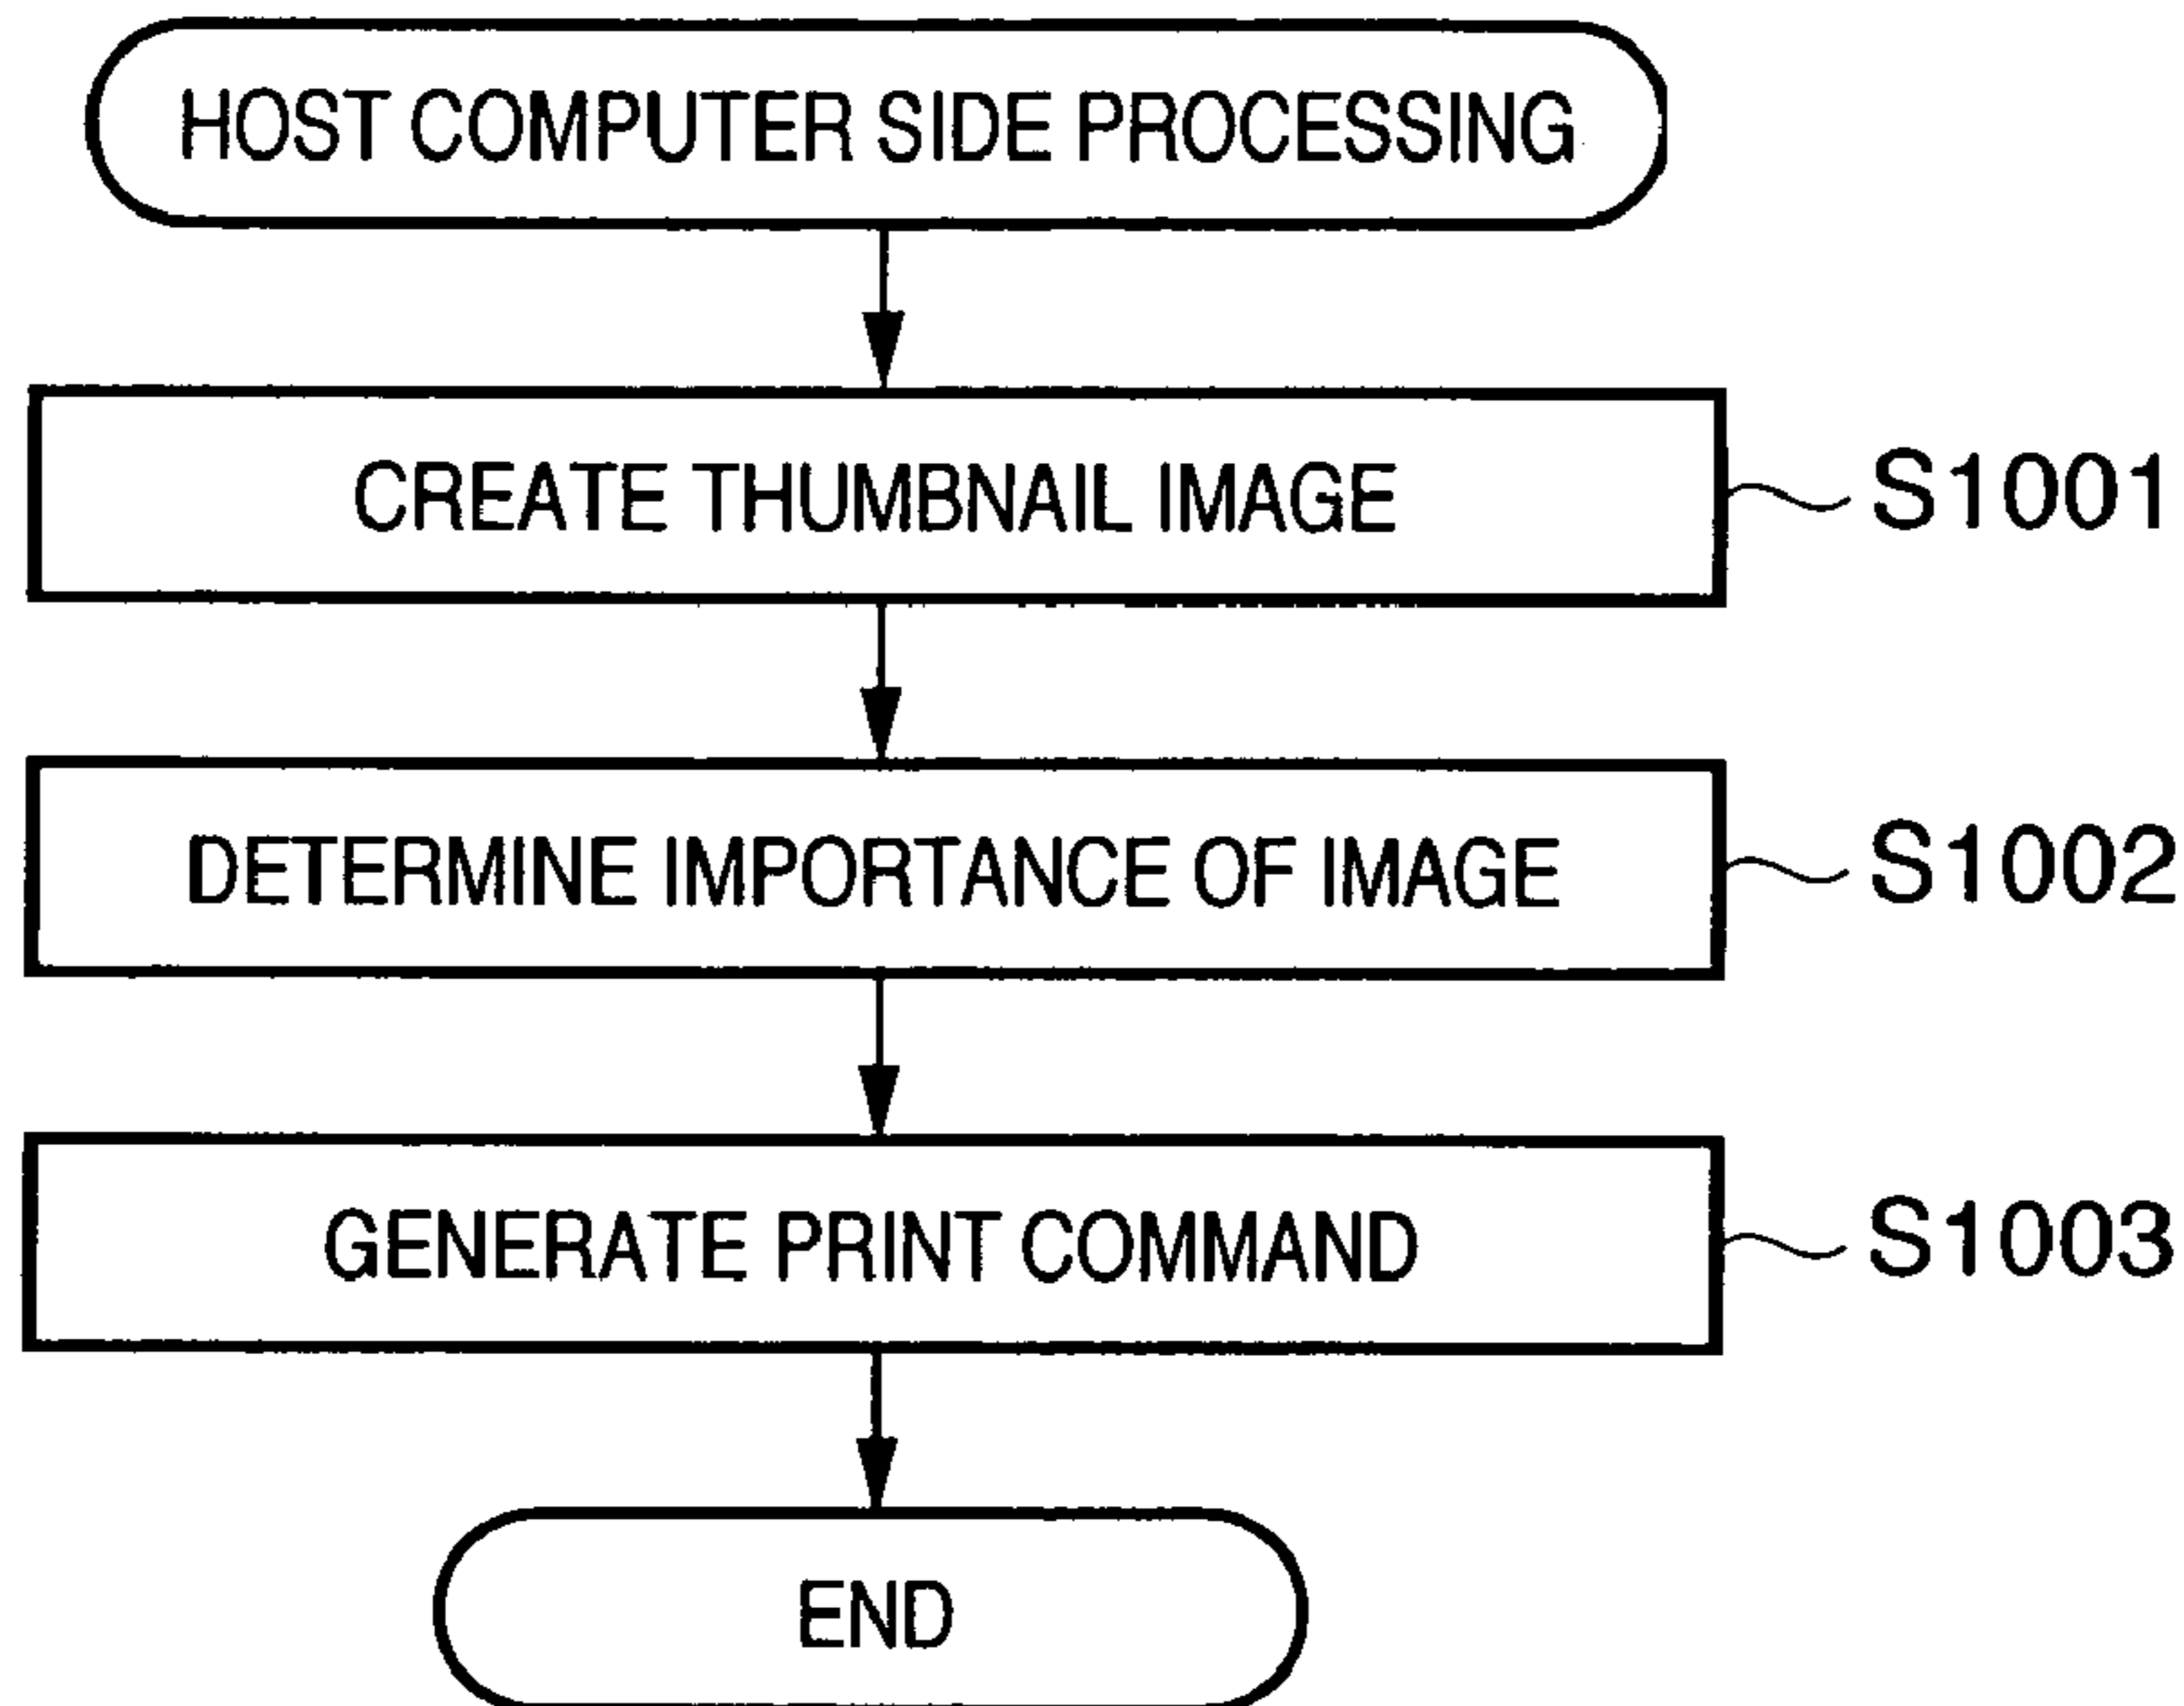 HOST COMPUTER SIDE PROCESSING
CREATE THUMBNAIL IMAGE
S1001
DETERMINE IMPORTANCE OF IMAGE
S1002
GENERATE PRINT COMMAND
S1003
END